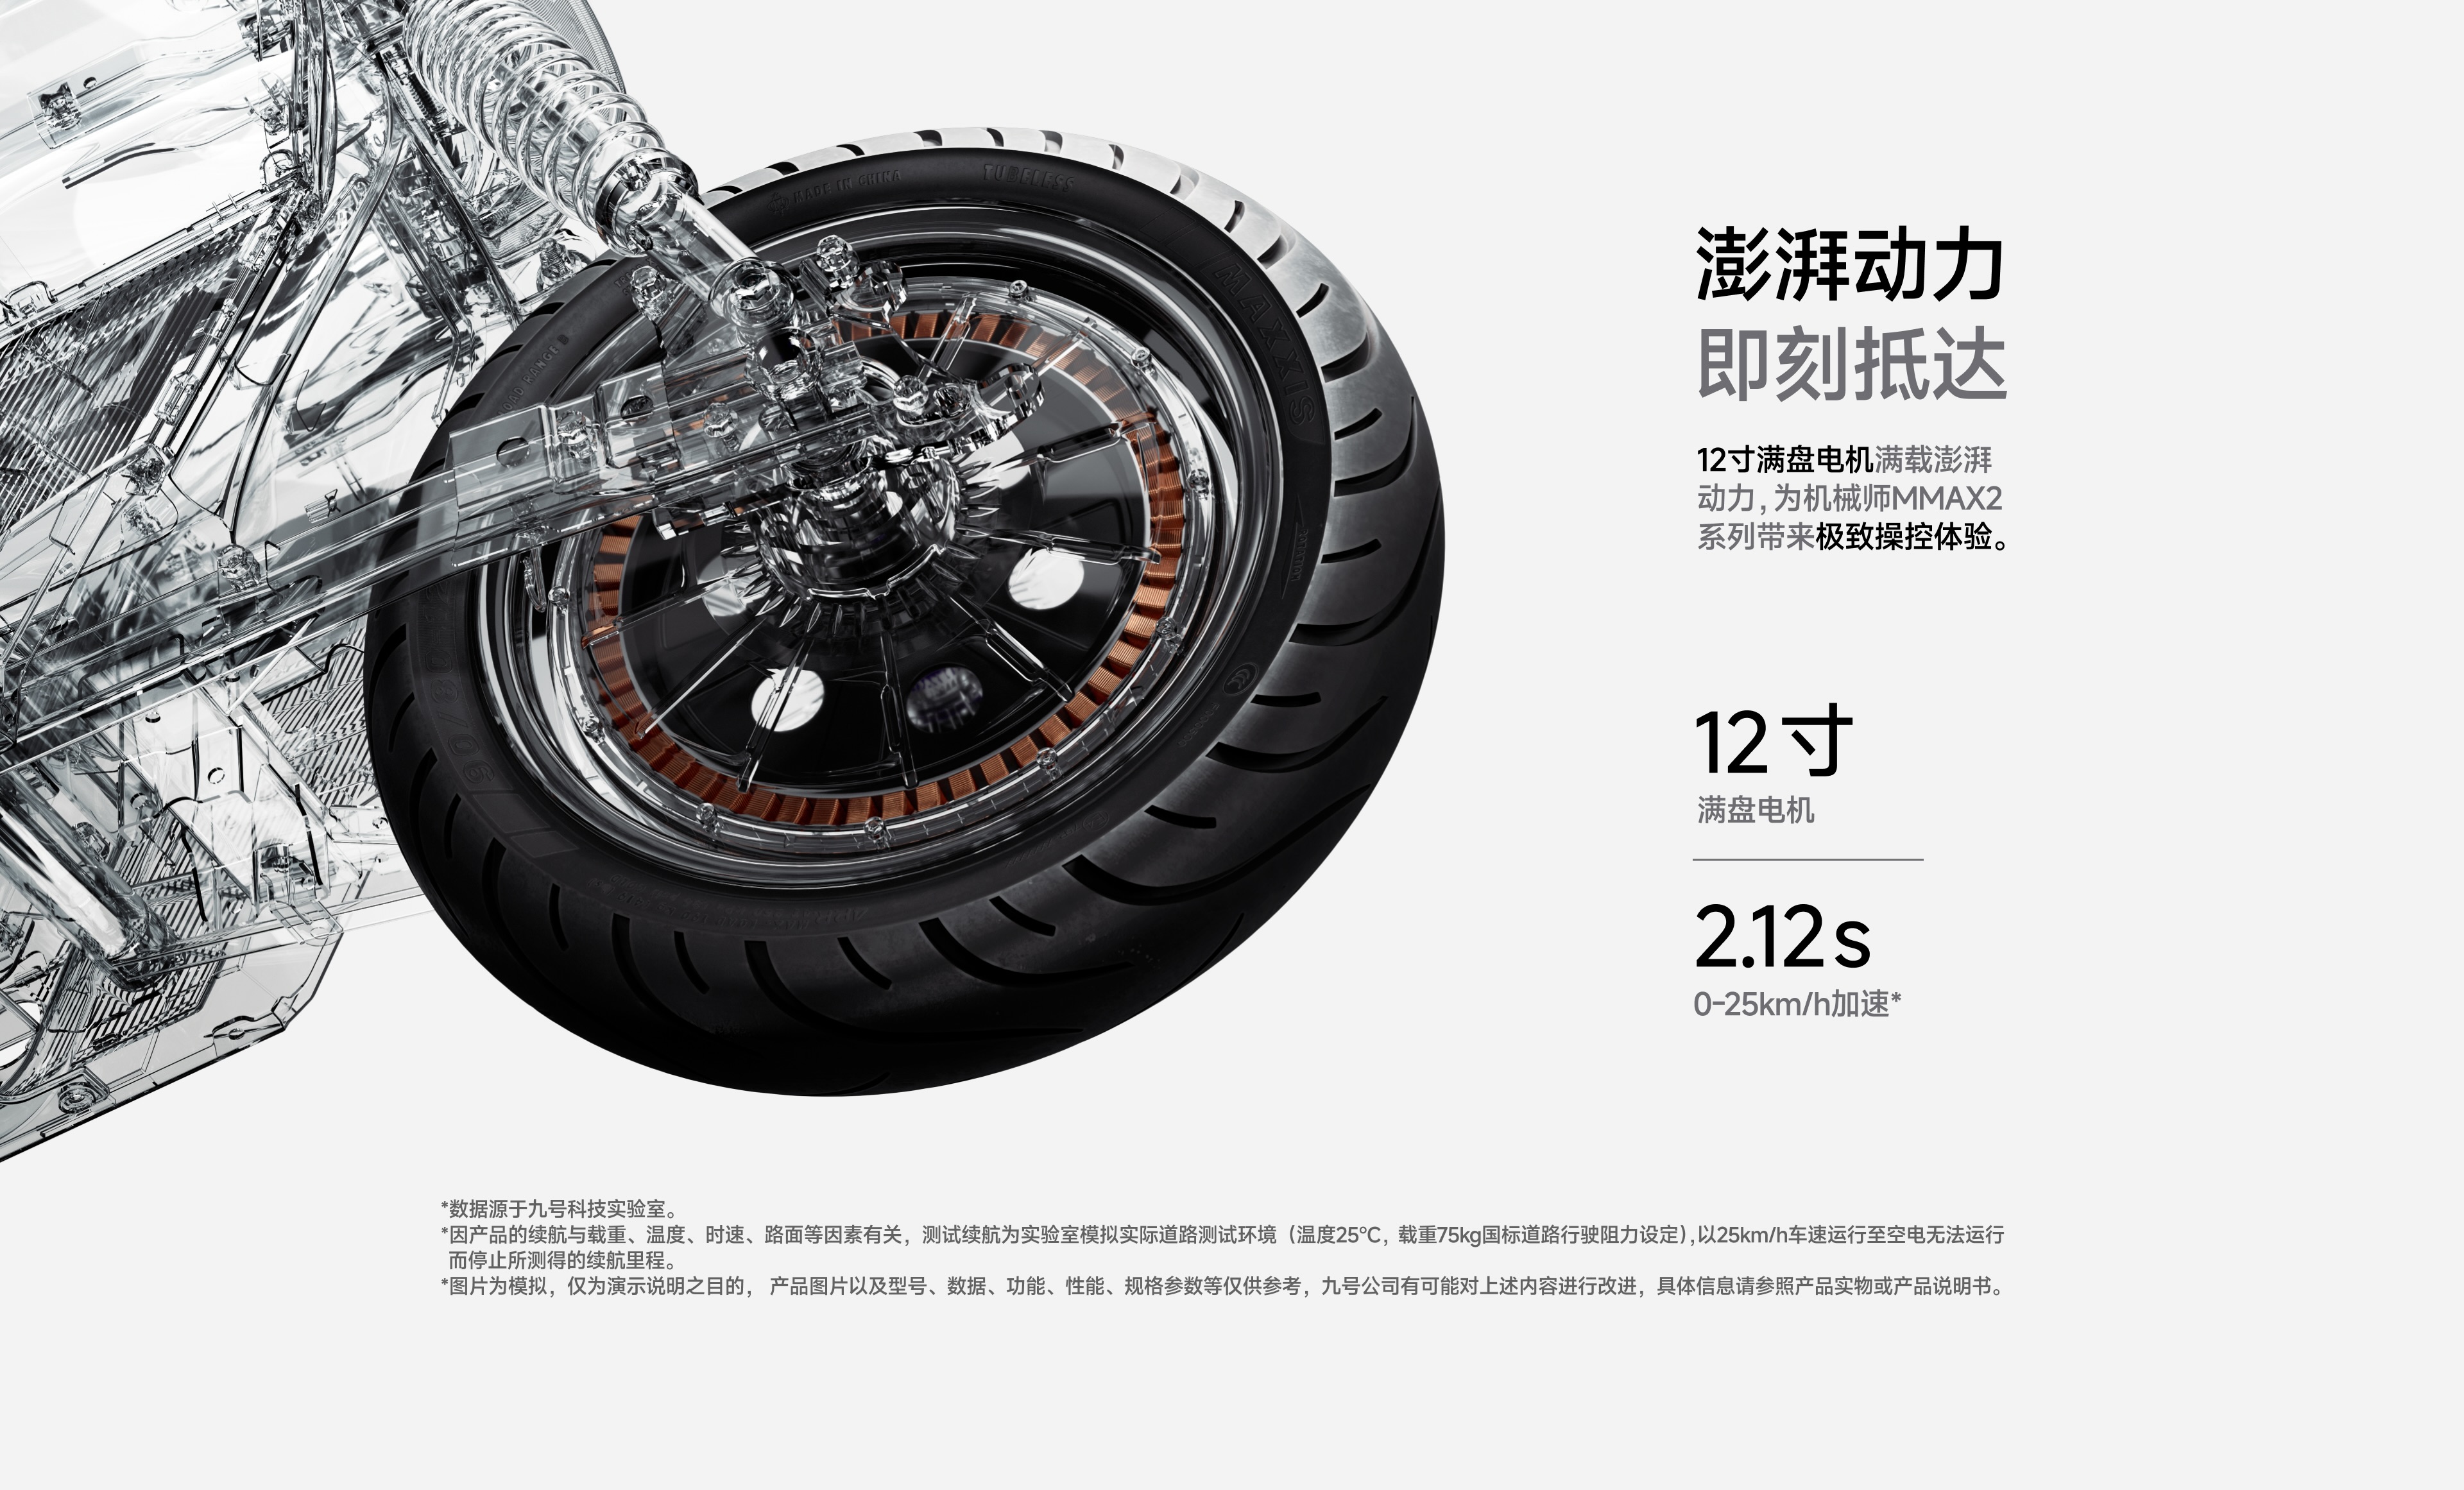 澎湃动力
即刻抵达
12寸满盘电机满载澎湃
动力，为机械师MMAX2
系列带来极致操控体验。
12寸
满盘电机
2.12s
0-25km/h加速*
MADE IN CHINA
TUBELESS
MAXXIS
*数据源于九号科技实验室。
*因产品的续航与载重、温度、时速、路面等因素有关，测试续航为实验室模拟实际道路测试环境（温度25℃，载重75kg国标道路行驶阻力设定），以25km/h车速运行至空电无法运行
而停止所测得的续航里程。
*图片为模拟，仅为演示说明之目的， 产品图片以及型号、数据、功能、性能、规格参数等仅供参考，九号公司有可能对上述内容进行改进，具体信息请参照产品实物或产品说明书。